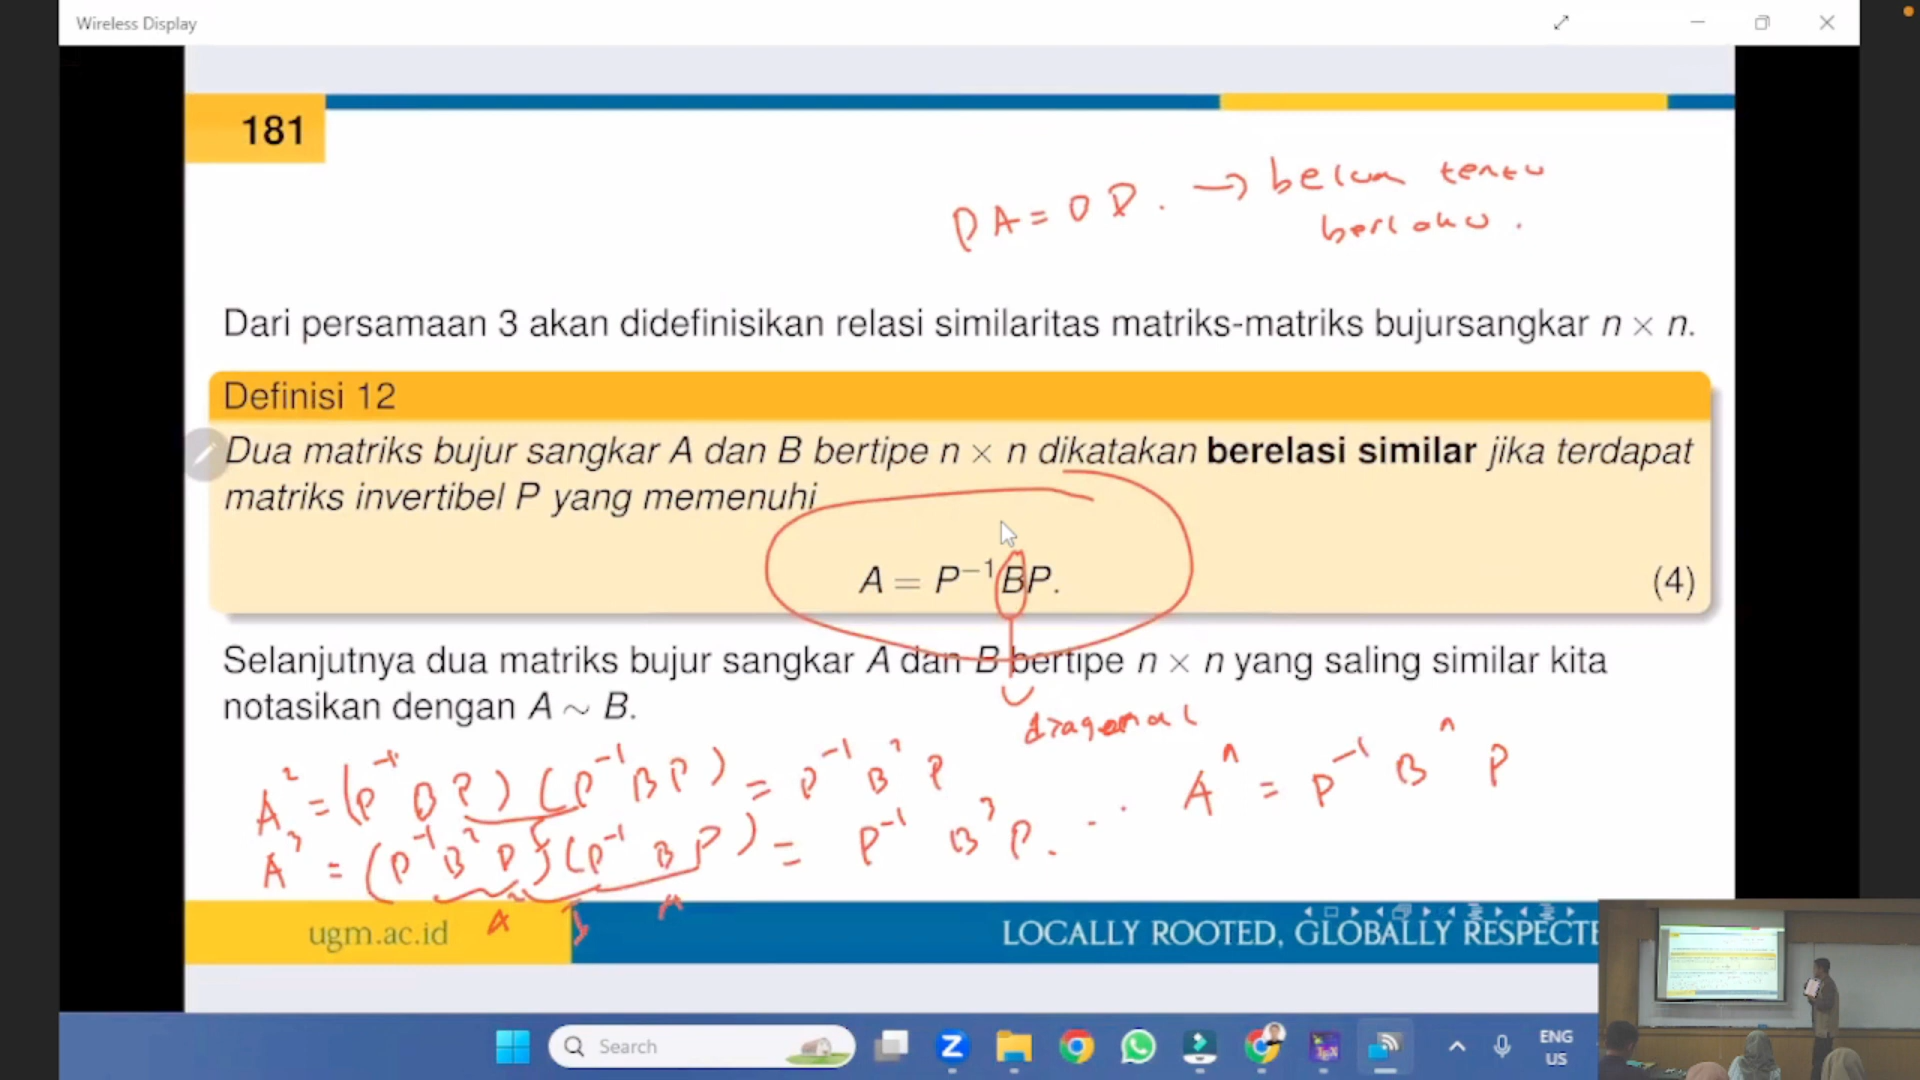 Wireless Display
181
PA = DP. → belum tentu
berlaku.
Dari persamaan 3 akan didefinisikan relasi similaritas matriks-matriks bujursangkar n × n.
Definisi 12
Dua matriks bujur sangkar A dan B bertipe n × n dikatakan berelasi similar jika terdapat
matriks invertibel P yang memenuhi
A = P⁻¹BP. (4)
Selanjutnya dua matriks bujur sangkar A dan B bertipe n × n yang saling similar kita
notasikan dengan A ∼ B.
diagonal
A² = (P⁻¹BP)(P⁻¹BP) = P⁻¹B²P
A³ = (P⁻¹B²P)(P⁻¹BP) = P⁻¹B³P. ... Aⁿ = P⁻¹BⁿP
A² A
ugm.ac.id
LOCALLY ROOTED, GLOBALLY RESPECTE
Search
ENG
US